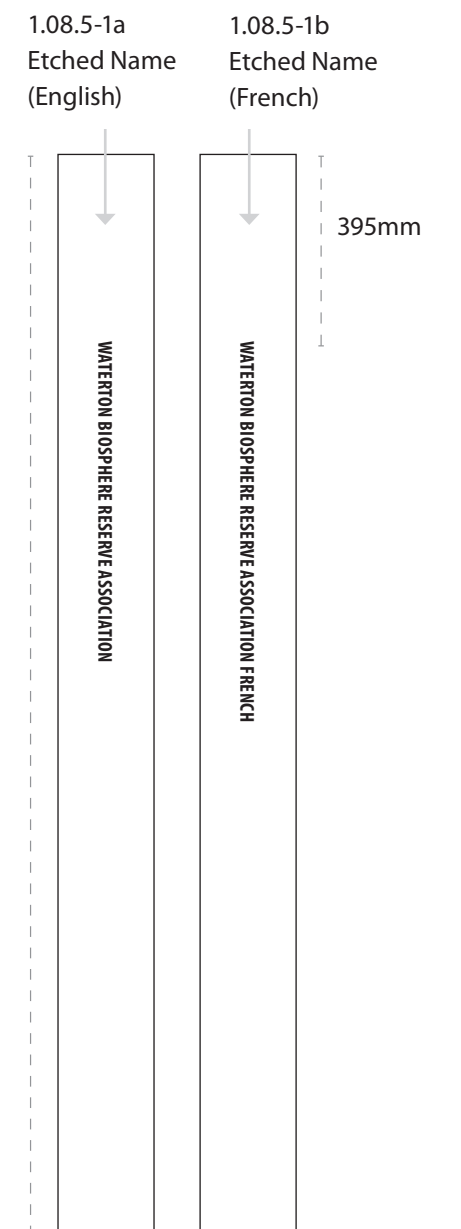 1.08.5-1a
Etched Name
(English)
1.08.5-1b
Etched Name
(French)
395mm
WATERTON BIOSPHERE RESERVE ASSOCIATION
WATERTON BIOSPHERE RESERVE ASSOCIATION FRENCH